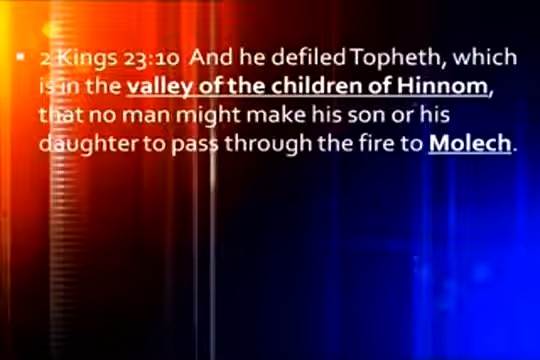 ▪ 2 Kings 23:10 And he defiled Topheth, which
is in the valley of the children of Hinnom,
that no man might make his son or his
daughter to pass through the fire to Molech.